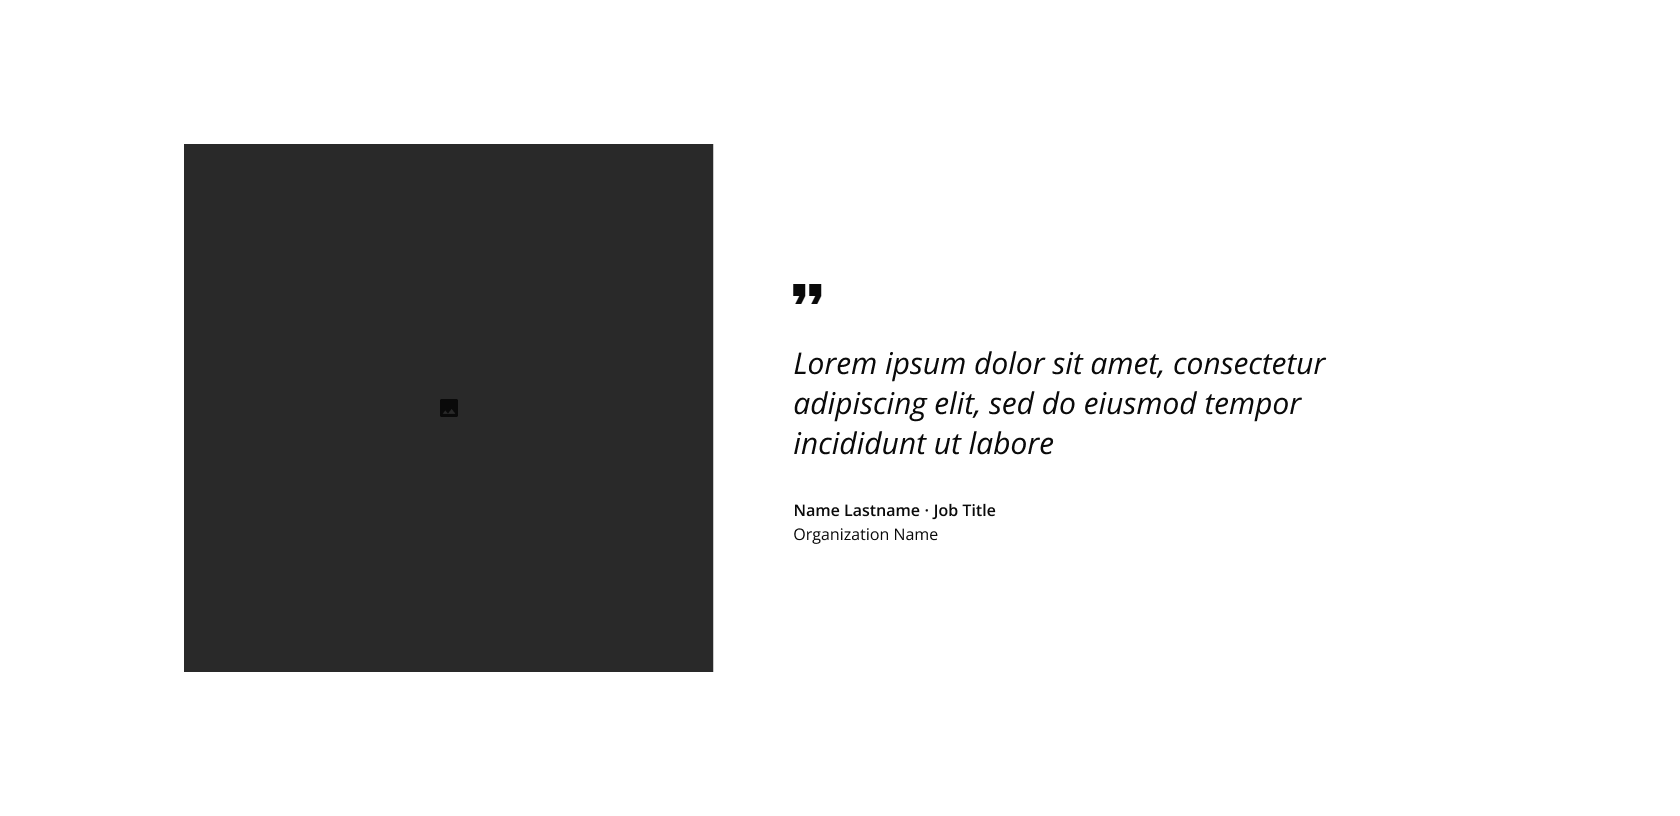 ”
Lorem ipsum dolor sit amet, consectetur
adipiscing elit, sed do eiusmod tempor
incididunt ut labore
Name Lastname · Job Title
Organization Name